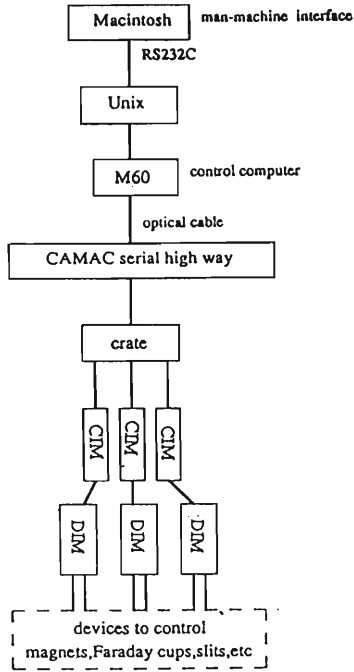 Macintosh
man-machine interface
RS232C
Unix
M60
control computer
optical cable
CAMAC serial high way
crate
CIM
CIM
CIM
DIM
DIM
DIM
devices to control
magnets,Faraday cups,slits,etc